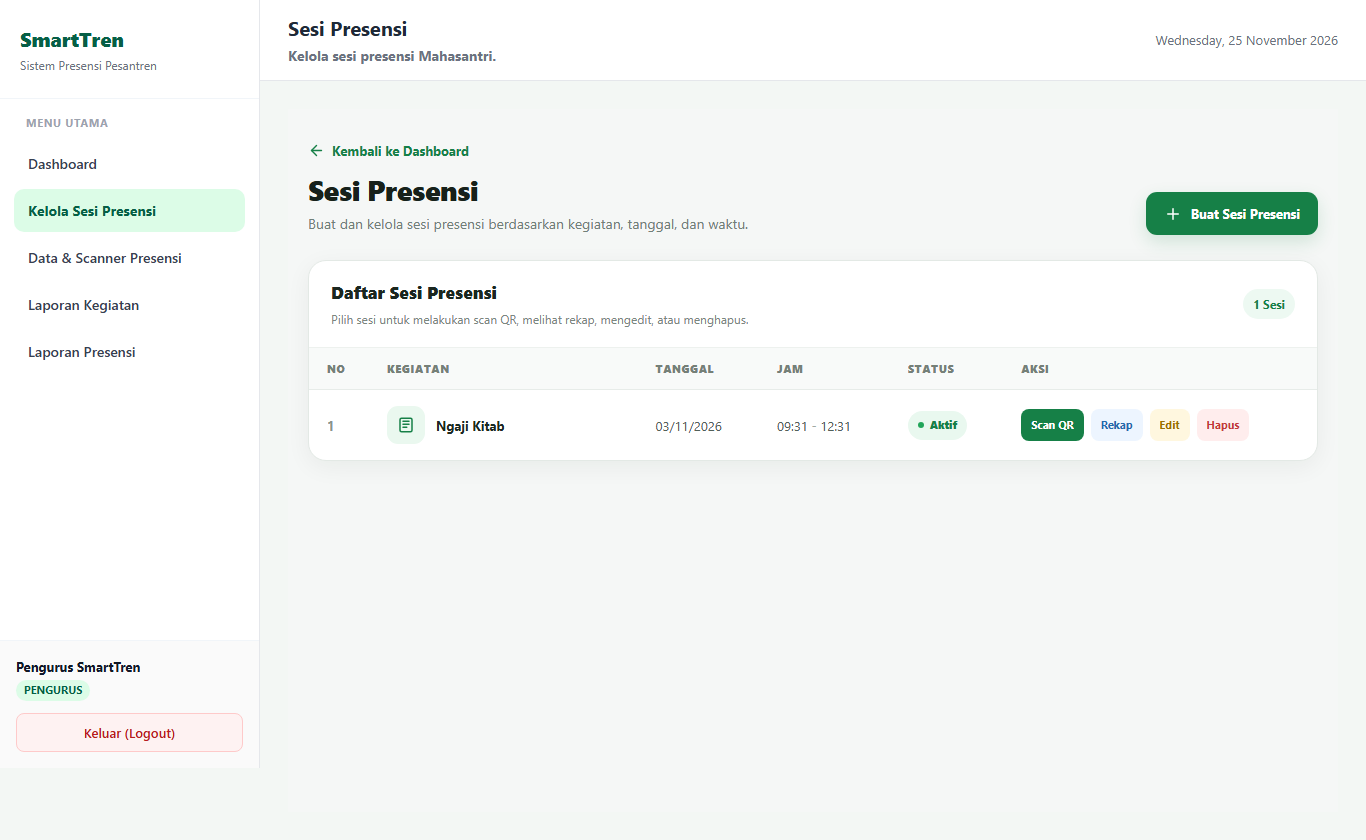 SmartTren
Sistem Presensi Pesantren
MENU UTAMA
Dashboard
Kelola Sesi Presensi
Data & Scanner Presensi
Laporan Kegiatan
Laporan Presensi
Pengurus SmartTren
PENGURUS
Keluar (Logout)
Sesi Presensi
Kelola sesi presensi Mahasantri.
Wednesday, 25 November 2026
Kembali ke Dashboard
Sesi Presensi
Buat dan kelola sesi presensi berdasarkan kegiatan, tanggal, dan waktu.
Buat Sesi Presensi
Daftar Sesi Presensi
Pilih sesi untuk melakukan scan QR, melihat rekap, mengedit, atau menghapus.
1 Sesi
NO KEGIATAN TANGGAL JAM STATUS AKSI
1 Ngaji Kitab 03/11/2026 09:31 - 12:31 Aktif Scan QR Rekap Edit Hapus